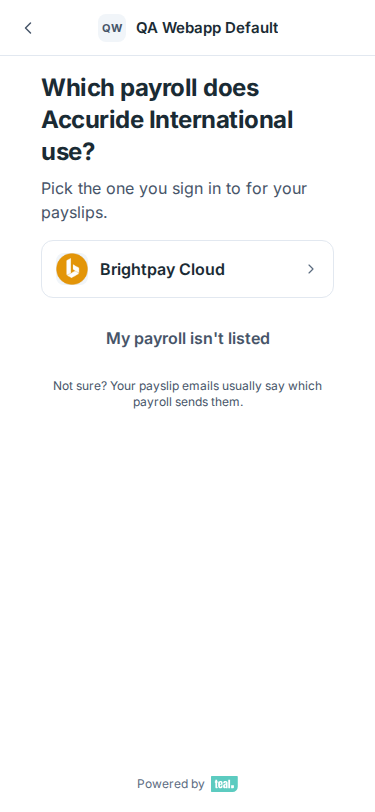 QW QA Webapp Default
Which payroll does
Accuride International
use?
Pick the one you sign in to for your
payslips.
Brightpay Cloud
My payroll isn't listed
Not sure? Your payslip emails usually say which
payroll sends them.
Powered by teal.